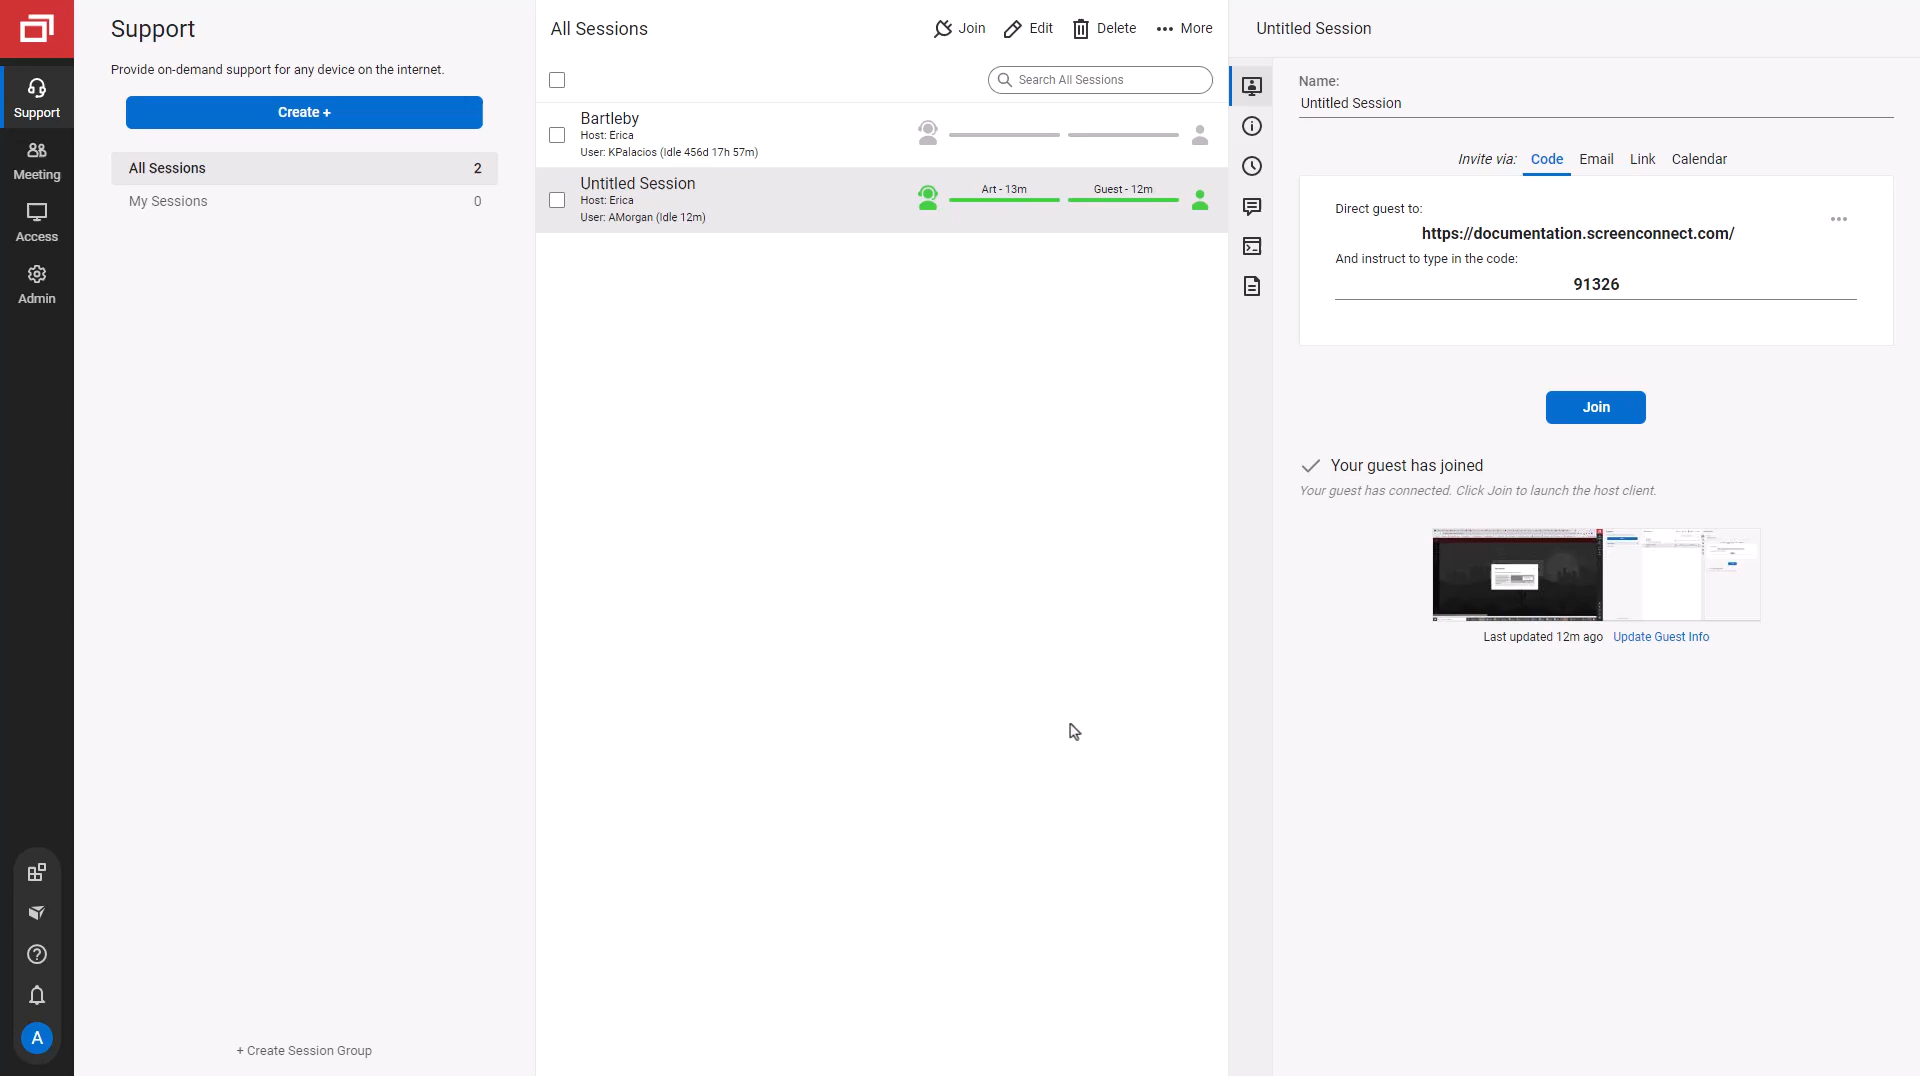 Support
Provide on-demand support for any device on the internet.
Create +
All Sessions 2
My Sessions 0
+ Create Session Group
Support
Meeting
Access
Admin
A
All Sessions
Join
Edit
Delete
More
Search All Sessions
Bartleby
Host: Erica
User: KPalacios (Idle 456d 17h 57m)
Untitled Session
Host: Erica
User: AMorgan (Idle 12m)
Art - 13m
Guest - 12m
Untitled Session
Name:
Untitled Session
Invite via: Code Email Link Calendar
Direct guest to:
https://documentation.screenconnect.com/
And instruct to type in the code:
91326
Join
Your guest has joined
Your guest has connected. Click Join to launch the host client.
Last updated 12m ago Update Guest Info